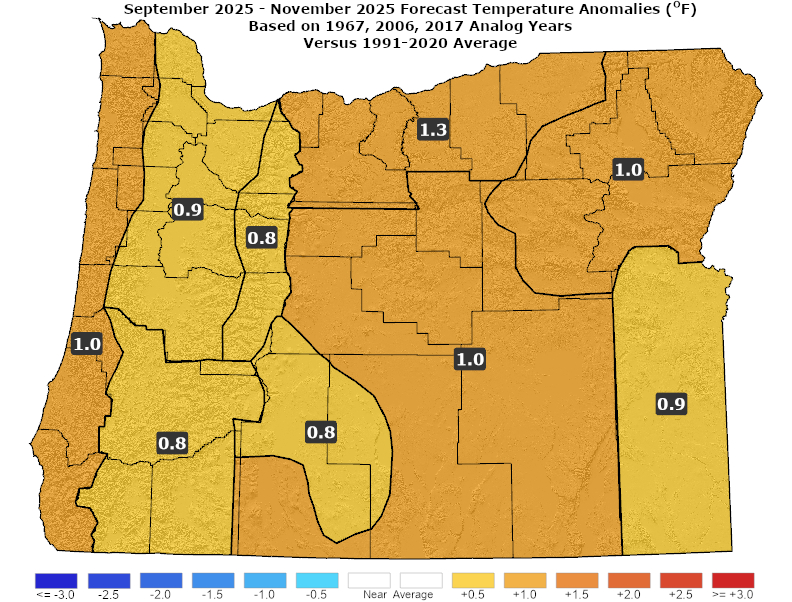 September 2025 - November 2025 Forecast Temperature Anomalies (°F)
Based on 1967, 2006, 2017 Analog Years
Versus 1991-2020 Average
1.3
1.0
0.9
0.8
1.0
1.0
0.9
0.8
0.8
<= -3.0 -2.5 -2.0 -1.5 -1.0 -0.5 Near Average +0.5 +1.0 +1.5 +2.0 +2.5 >= +3.0